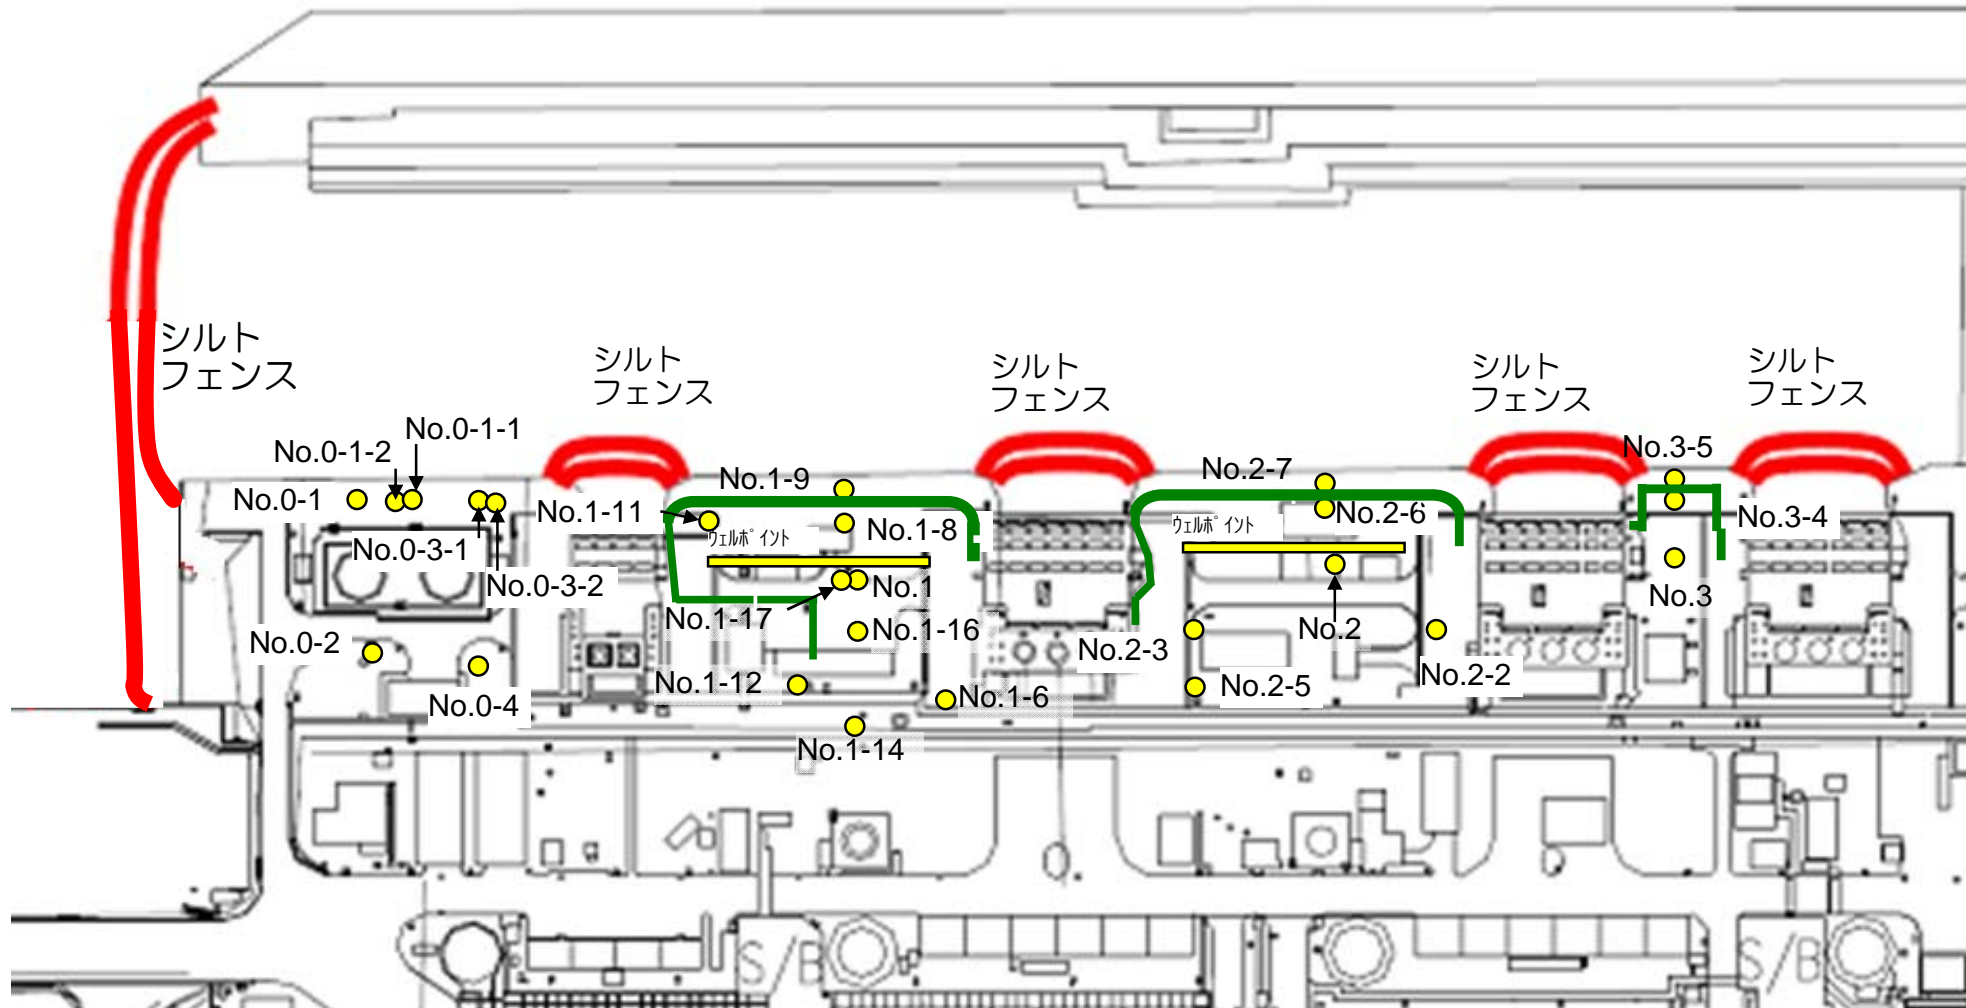 シルト
フェンス
シルト
フェンス
シルト
フェンス
シルト
フェンス
シルト
フェンス
No.0-1-1
No.0-1-2
No.0-1
No.0-3-1
No.0-3-2
No.0-2
No.0-4
No.1-9
No.1-11
No.1-8
ｳｪﾙﾎﾟｲﾝﾄ
No.1
No.1-17
No.1-16
No.1-12
No.1-6
No.1-14
No.2-7
No.2-6
ｳｪﾙﾎﾟｲﾝﾄ
No.2
No.2-3
No.2-2
No.2-5
No.3-5
No.3-4
No.3
S/B
S/B